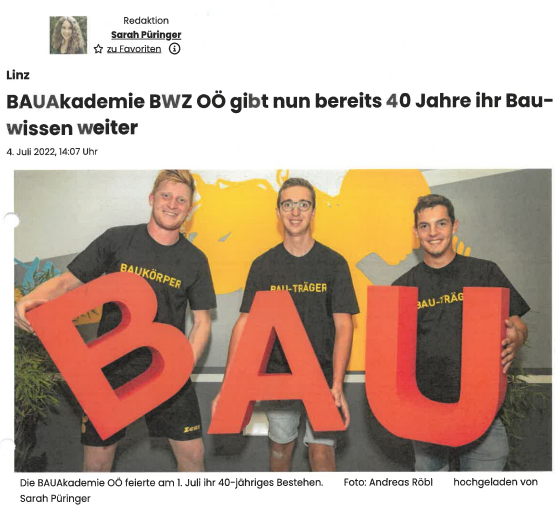 Redaktion
Sarah Püringer
zu Favoriten
Linz
BAUAkademie BWZ OÖ gibt nun bereits 40 Jahre ihr Bau-
wissen weiter
4. Juli 2022, 14:07 Uhr
BAUKÖRPER
BAU-TRÄGER
BAU-TRÄG
B A U
Zeus
Die BAUAkademie OÖ feierte am 1. Juli ihr 40-jähriges Bestehen. Foto: Andreas Röbl hochgeladen von
Sarah Püringer